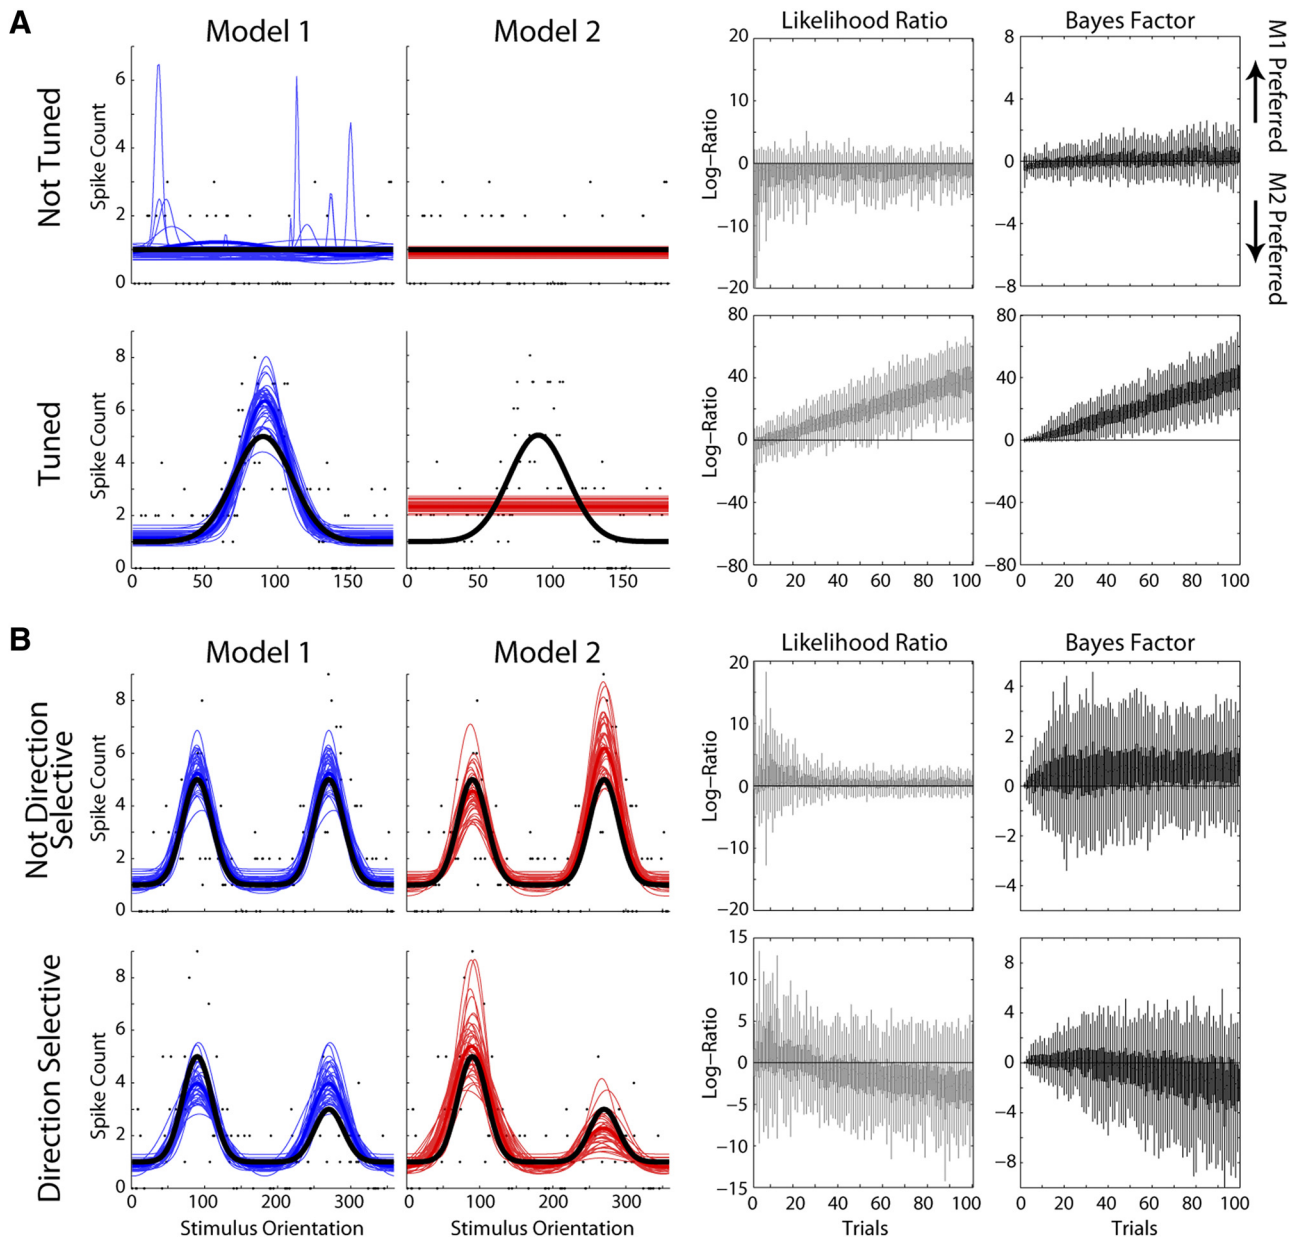 A
Model 1
Model 2
Likelihood Ratio
Bayes Factor
Not Tuned
Spike Count
6
4
2
0
Log−Ratio
20
10
0
−10
−20
8
4
0
−4
−8
M1 Preferred
M2 Preferred
Tuned
Spike Count
8
6
4
2
0
0 50 100 150
0 50 100 150
Log−Ratio
80
40
0
−40
−80
0 20 40 60 80 100
80
40
0
−40
−80
20 40 60 80 100
B
Model 1
Model 2
Likelihood Ratio
Bayes Factor
Not Direction
Selective
Spike Count
8
6
4
2
0
Log−Ratio
20
10
0
−10
−20
4
2
0
−2
−4
Direction Selective
Spike Count
8
6
4
2
0
0 100 200 300
Stimulus Orientation
0 100 200 300
Stimulus Orientation
Log−Ratio
15
10
5
0
−5
−10
−15
0 20 40 60 80 100
Trials
8
4
0
−4
−8
0 20 40 60 80 100
Trials